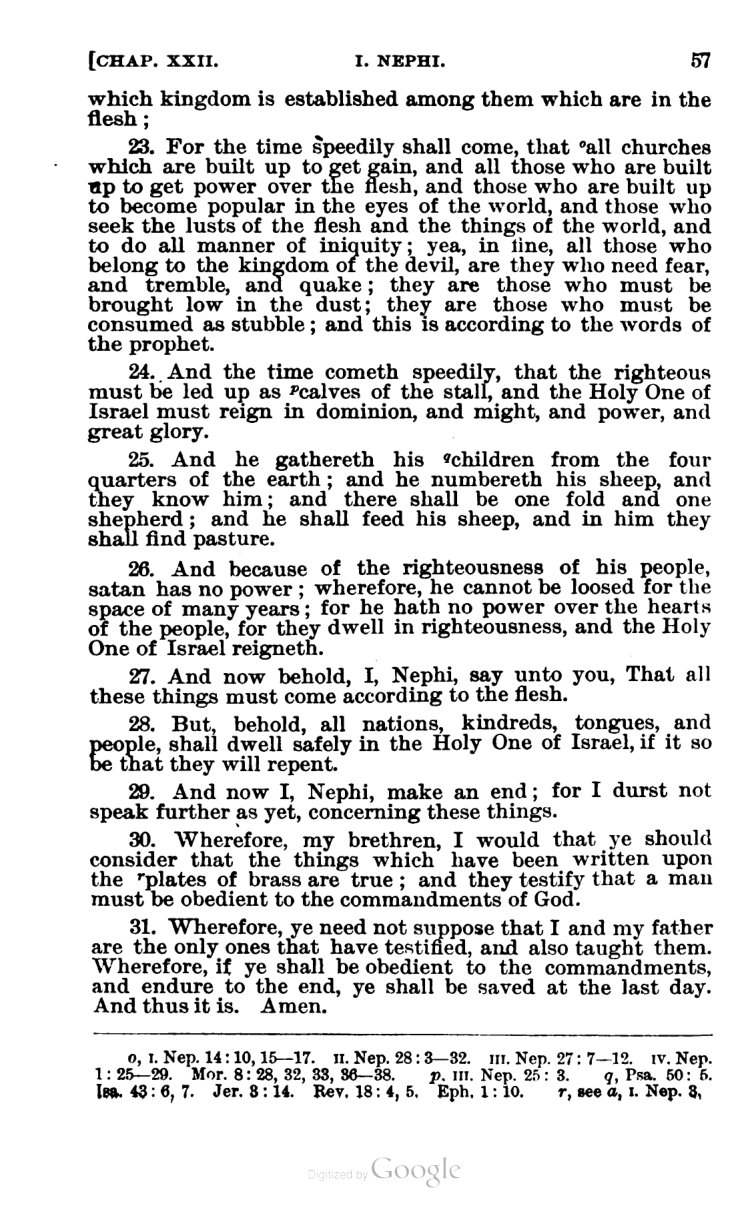 [CHAP. XXII. I. NEPHI. 57
which kingdom is established among them which are in the
flesh ;
23. For the time speedily shall come, that ᵒall churches
which are built up to get gain, and all those who are built
up to get power over the flesh, and those who are built up
to become popular in the eyes of the world, and those who
seek the lusts of the flesh and the things of the world, and
to do all manner of iniquity ; yea, in fine, all those who
belong to the kingdom of the devil, are they who need fear,
and tremble, and quake ; they are those who must be
brought low in the dust ; they are those who must be
consumed as stubble ; and this is according to the words of
the prophet.
24. And the time cometh speedily, that the righteous
must be led up as ᵖcalves of the stall, and the Holy One of
Israel must reign in dominion, and might, and power, and
great glory.
25. And he gathereth his qchildren from the four
quarters of the earth ; and he numbereth his sheep, and
they know him ; and there shall be one fold and one
shepherd ; and he shall feed his sheep, and in him they
shall find pasture.
26. And because of the righteousness of his people,
satan has no power ; wherefore, he cannot be loosed for the
space of many years ; for he hath no power over the hearts
of the people, for they dwell in righteousness, and the Holy
One of Israel reigneth.
27. And now behold, I, Nephi, say unto you, That all
these things must come according to the flesh.
28. But, behold, all nations, kindreds, tongues, and
people, shall dwell safely in the Holy One of Israel, if it so
be that they will repent.
29. And now I, Nephi, make an end ; for I durst not
speak further as yet, concerning these things.
30. Wherefore, my brethren, I would that ye should
consider that the things which have been written upon
the ʳplates of brass are true ; and they testify that a man
must be obedient to the commandments of God.
31. Wherefore, ye need not suppose that I and my father
are the only ones that have testified, and also taught them.
Wherefore, if ye shall be obedient to the commandments,
and endure to the end, ye shall be saved at the last day.
And thus it is. Amen.
o, I. Nep. 14 : 10, 15—17. II. Nep. 28 : 3—32. III. Nep. 27 : 7—12. IV. Nep.
1 : 25—29. Mor. 8 : 28, 32, 33, 36—38. p. III. Nep. 25 : 3. q, Psa. 50 : 5.
Isa. 43 : 6, 7. Jer. 3 : 14. Rev. 18 : 4, 5. Eph. 1 : 10. r, see a, I. Nep. 3,
Digitized by Google